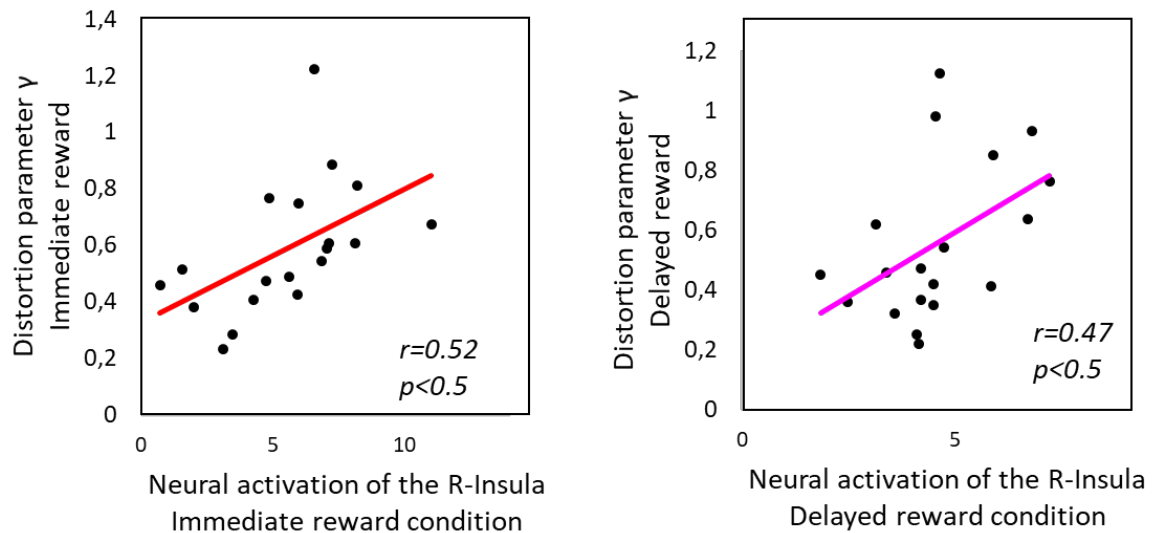 Distortion parameter γ
Immediate reward
1,4
1,2
1
0,8
0,6
0,4
0,2
0
0
5
10
r=0.52
p<0.5
Neural activation of the R-Insula
Immediate reward condition
Distortion parameter γ
Delayed reward
1,2
1
0,8
0,6
0,4
0,2
0
0
5
r=0.47
p<0.5
Neural activation of the R-Insula
Delayed reward condition